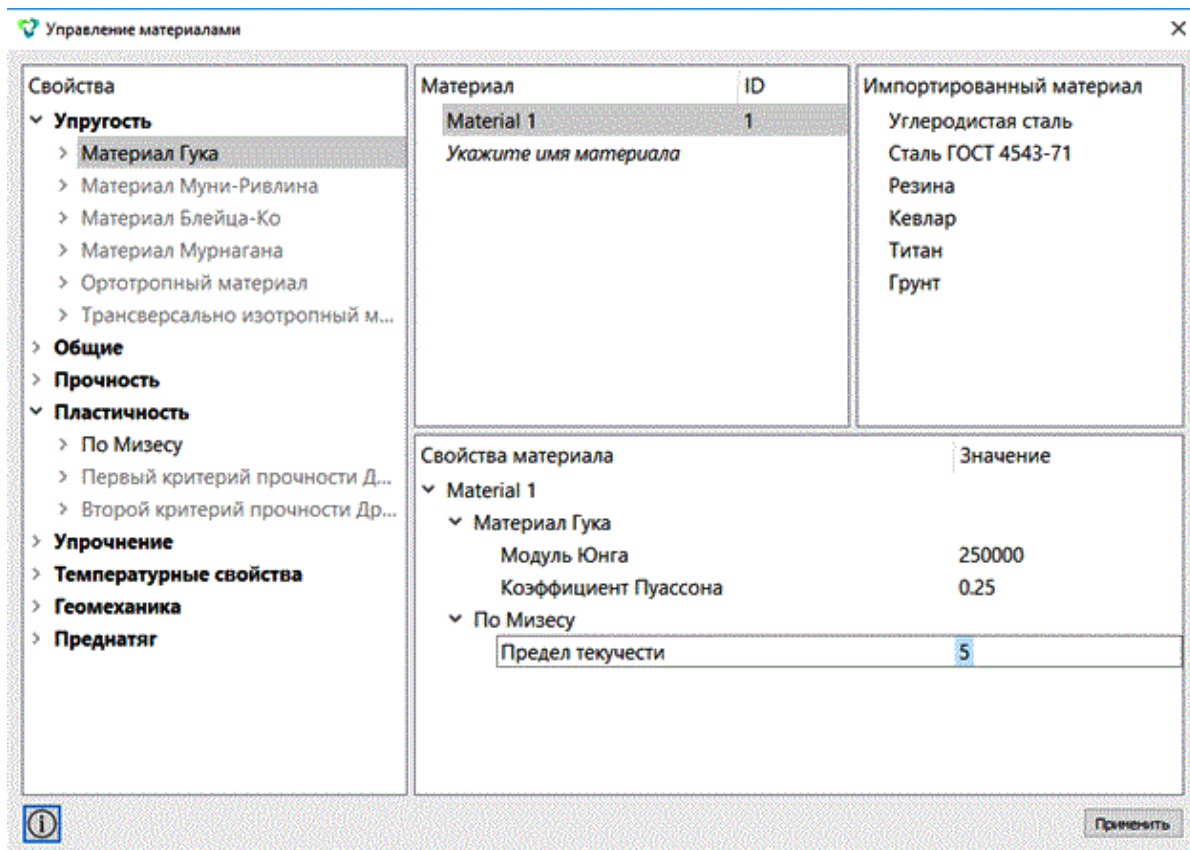 Управление материалами
Свойства
Упругость
Материал Гука
Материал Муни-Ривлина
Материал Блейца-Ко
Материал Мурнагана
Ортотропный материал
Трансверсально изотропный м...
Общие
Прочность
Пластичность
По Мизесу
Первый критерий прочности Д...
Второй критерий прочности Др...
Упрочнение
Температурные свойства
Геомеханика
Преднатяг
Материал ID
Material 1 1
Укажите имя материала
Импортированный материал
Углеродистая сталь
Сталь ГОСТ 4543-71
Резина
Кевлар
Титан
Грунт
Свойства материала Значение
Material 1
Материал Гука
Модуль Юнга 250000
Коэффициент Пуассона 0.25
По Мизесу
Предел текучести 5
Применить